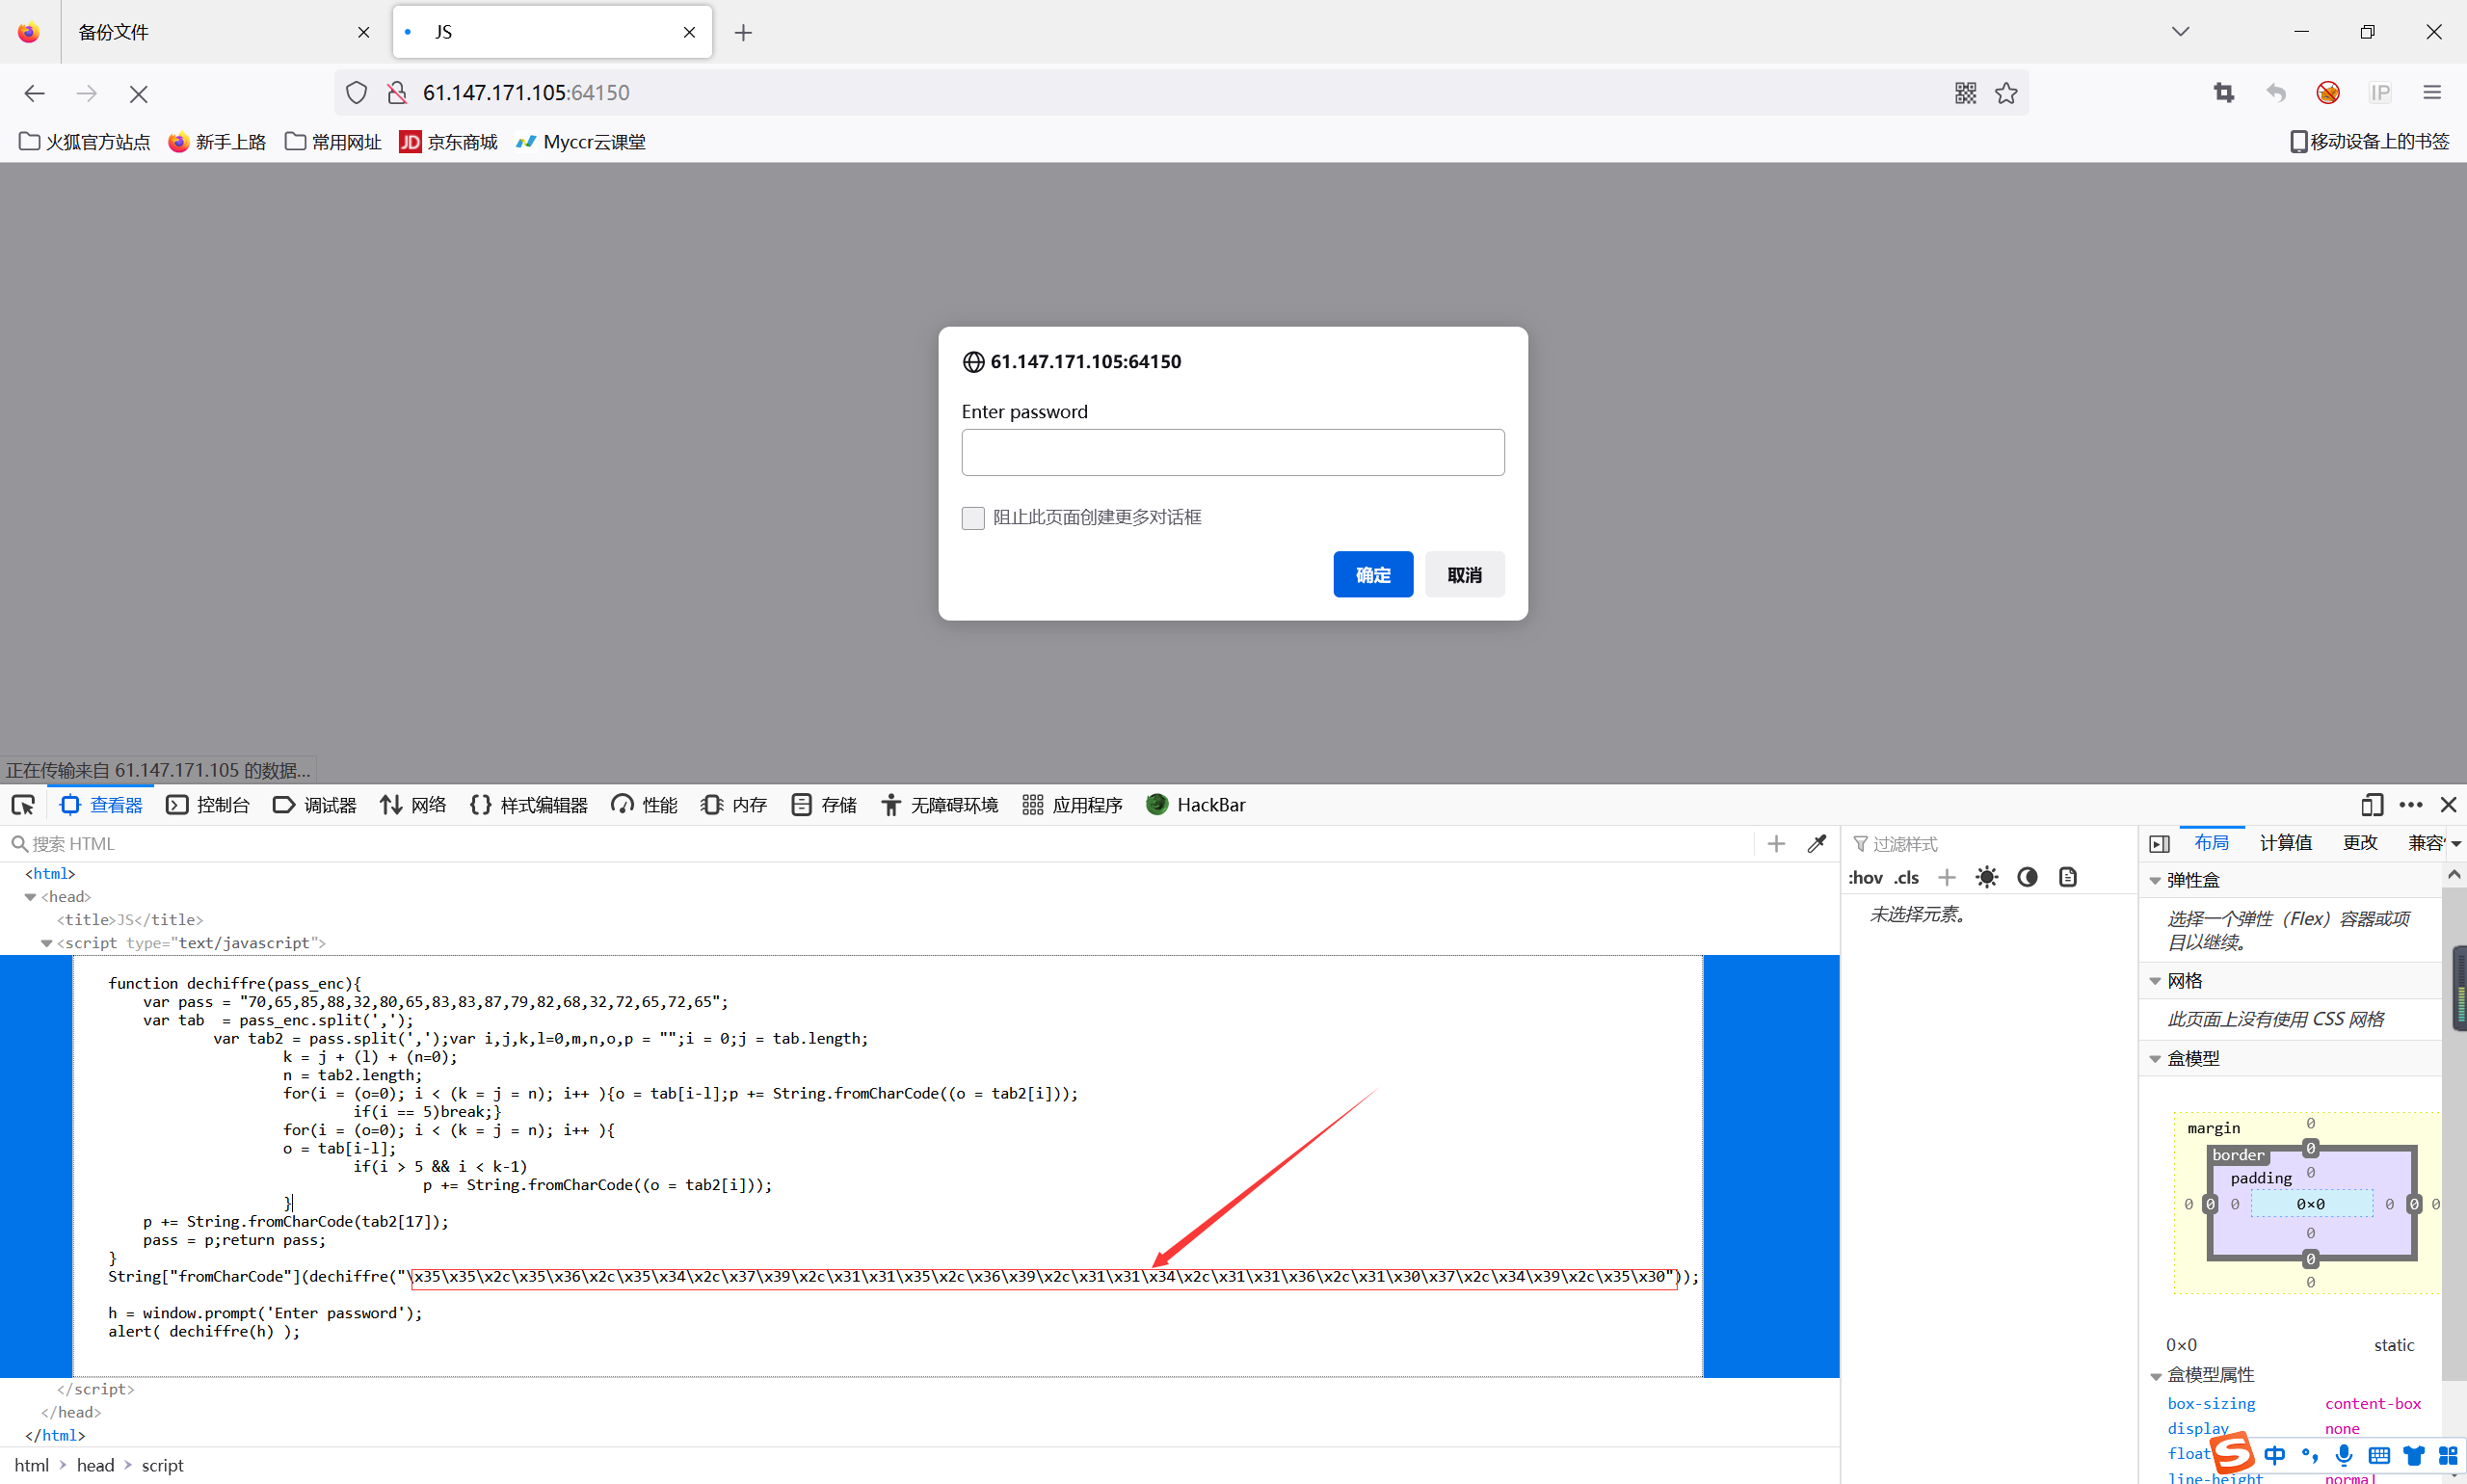 备份文件
JS
61.147.171.105:64150
IP
火狐官方站点 新手上路 常用网址 JD 京东商城 Myccr云课堂 移动设备上的书签
61.147.171.105:64150
Enter password
阻止此页面创建更多对话框
确定 取消
正在传输来自 61.147.171.105 的数据...
查看器 控制台 调试器 网络 样式编辑器 性能 内存 存储 无障碍环境 应用程序 HackBar
搜索 HTML
<html>
<head>
<title>JS</title>
<script type="text/javascript">
function dechiffre(pass_enc){
var pass = "70,65,85,88,32,80,65,83,83,87,79,82,68,32,72,65,72,65";
var tab  = pass_enc.split(',');
var tab2 = pass.split(',');var i,j,k,l=0,m,n,o,p = "";i = 0;j = tab.length;
k = j + (l) + (n=0);
n = tab2.length;
for(i = (o=0); i < (k = j = n); i++ ){o = tab[i-l];p += String.fromCharCode((o = tab2[i]));
if(i == 5)break;}
for(i = (o=0); i < (k = j = n); i++ ){
o = tab[i-l];
if(i > 5 && i < k-1)
p += String.fromCharCode((o = tab2[i]));
}
p += String.fromCharCode(tab2[17]);
pass = p;return pass;
}
String["fromCharCode"](dechiffre("\x35\x35\x2c\x35\x36\x2c\x35\x34\x2c\x37\x39\x2c\x31\x31\x35\x2c\x36\x39\x2c\x31\x31\x34\x2c\x31\x31\x36\x2c\x31\x30\x37\x2c\x34\x39\x2c\x35\x30"));
h = window.prompt('Enter password');
alert( dechiffre(h) );
</script>
</head>
</html>
html head script
过滤样式
:hov .cls
未选择元素。
布局 计算值 更改 兼容
弹性盒
选择一个弹性（Flex）容器或项
目以继续。
网格
此页面上没有使用 CSS 网格
盒模型
margin 0
border 0
padding 0
0 0 0 0×0 0 0 0
0
0
0
0×0 static
盒模型属性
box-sizing content-box
display none
float
line-height normal
S 中